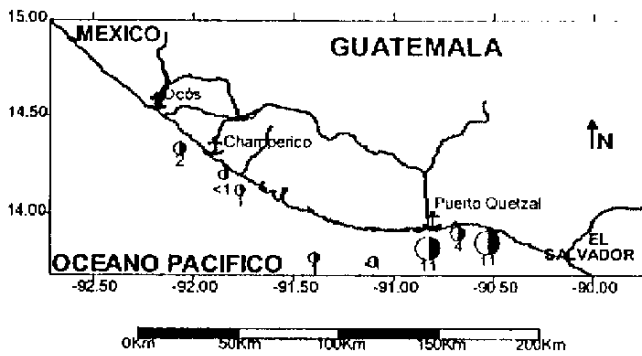 15.00
MEXICO
GUATEMALA
Ocós
14.50
Champerico
N
2
<1
1
14.00
Puerto Quetzal
4
11
11
EL
SALVADOR
OCEANO PACIFICO
-92.50 -92.00 -91.50 -91.00 -90.50 -90.00
0Km 50Km 100Km 150Km 200Km